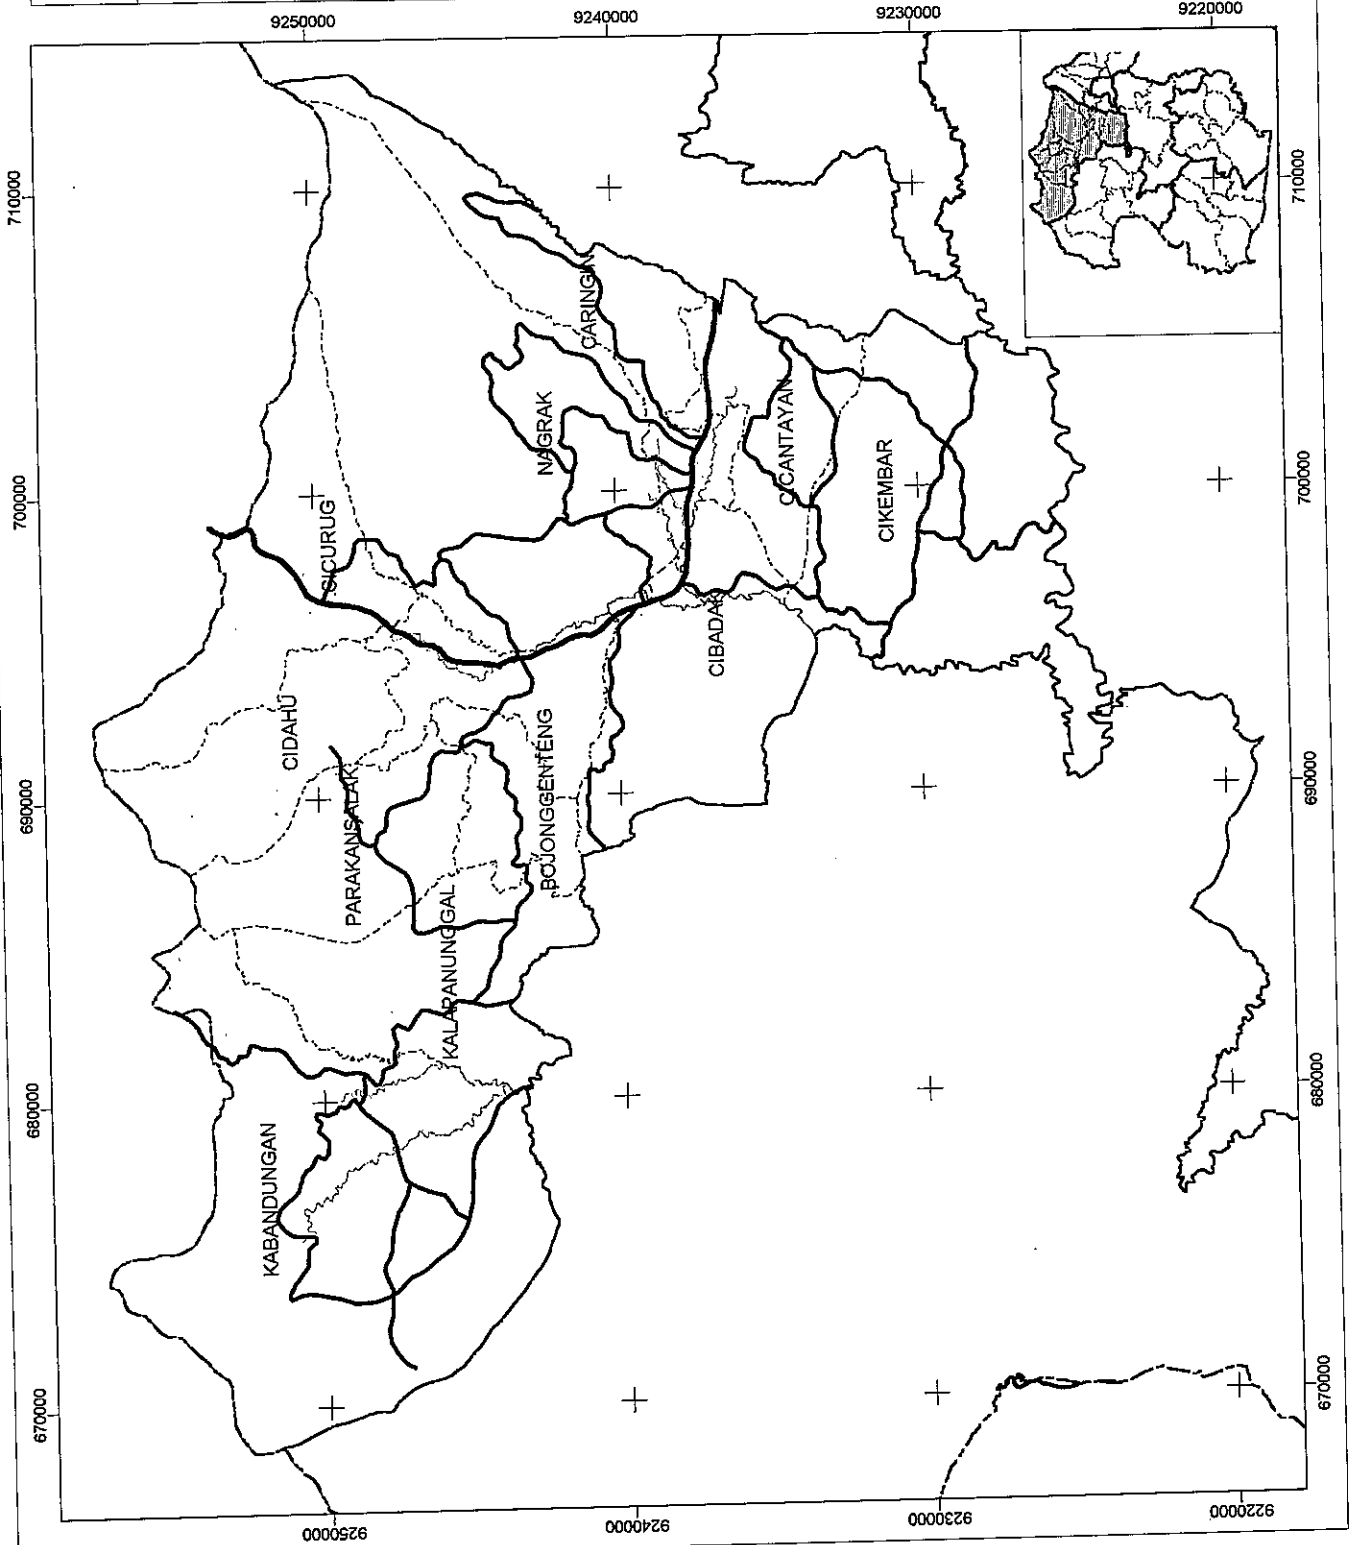 9250000
9240000
9230000
9220000
710000
700000
690000
680000
670000
CARINGIN
NAGRAK
CICANTAYAN
CICURUG
CIKEMBAR
CIBADAK
CIDAHU
BOJONGGENTENG
PARAKANSALAK
KALAPANUNGGAL
KABANDUNGAN
710000
700000
690000
680000
670000
9250000
9240000
9230000
9220000